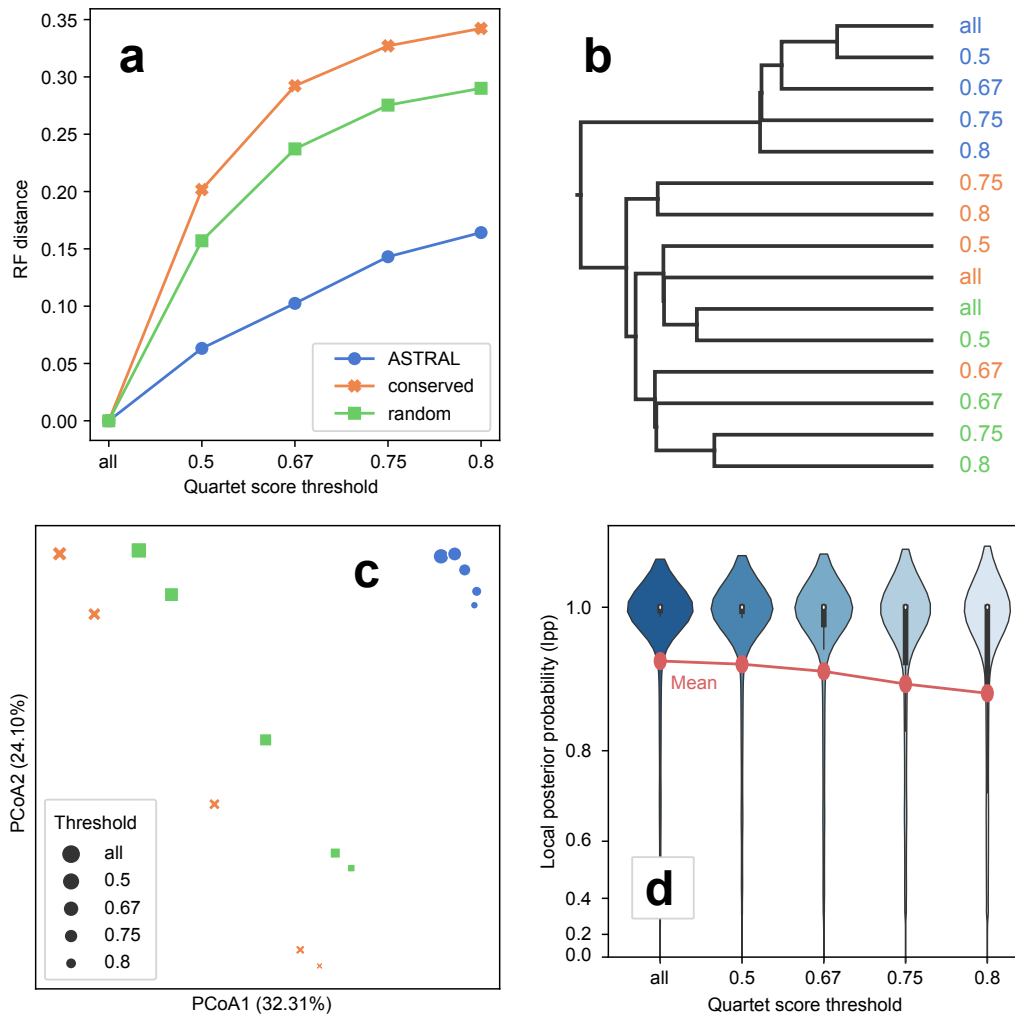 a
0.35
0.30
0.25
0.20
0.15
0.10
0.05
0.00
RF distance
ASTRAL
conserved
random
all 0.5 0.67 0.75 0.8
Quartet score threshold
b
all
0.5
0.67
0.75
0.8
0.75
0.8
0.5
all
all
0.5
0.67
0.67
0.75
0.8
c
PCoA2 (24.10%)
Threshold
all
0.5
0.67
0.75
0.8
PCoA1 (32.31%)
d
Local posterior probability (lpp)
1.0
0.8
0.6
0.4
0.2
0.0
Mean
all 0.5 0.67 0.75 0.8
Quartet score threshold